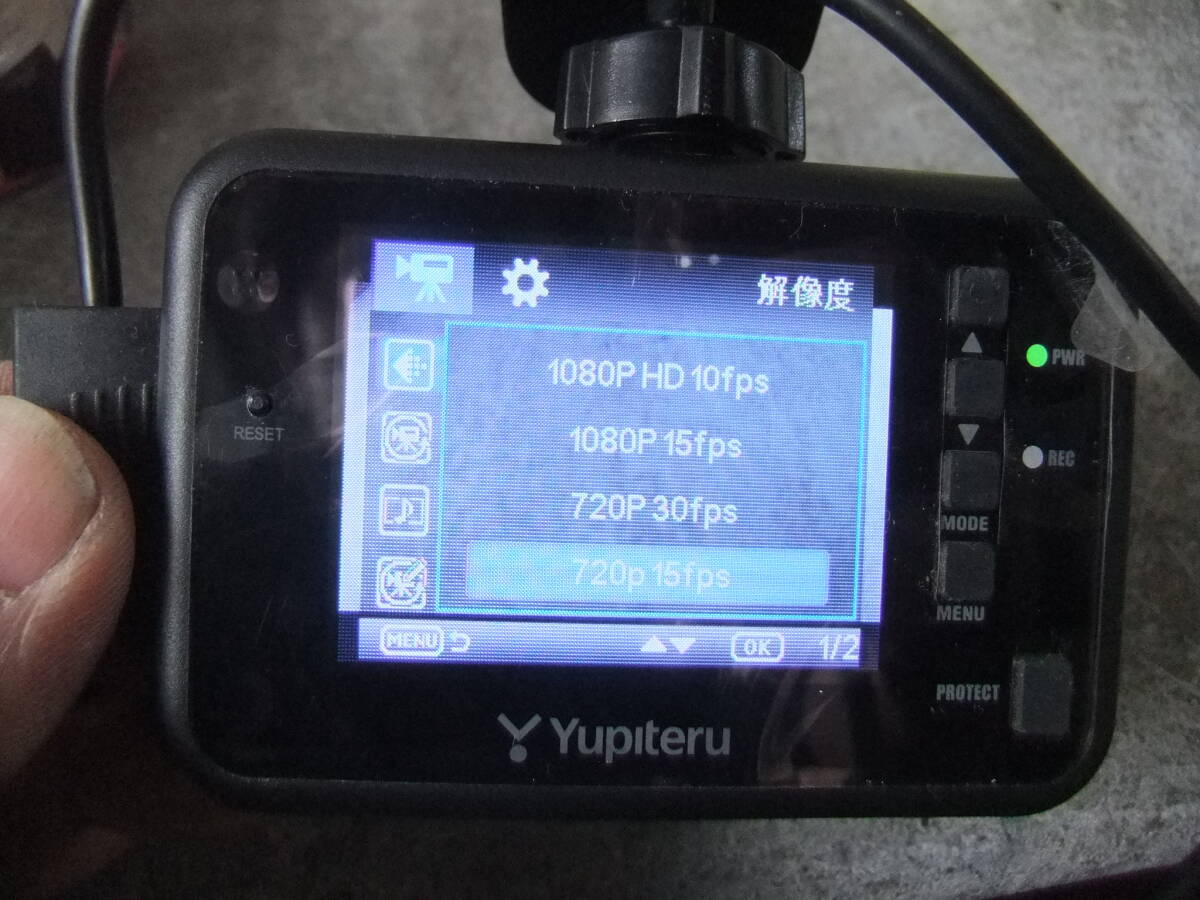 解像度
1080P HD 10fps
1080P 15fps
720P 30fps
720p 15fps
MENU OK 1/2
RESET
PWR
REC
MODE
MENU
PROTECT
Yupiteru